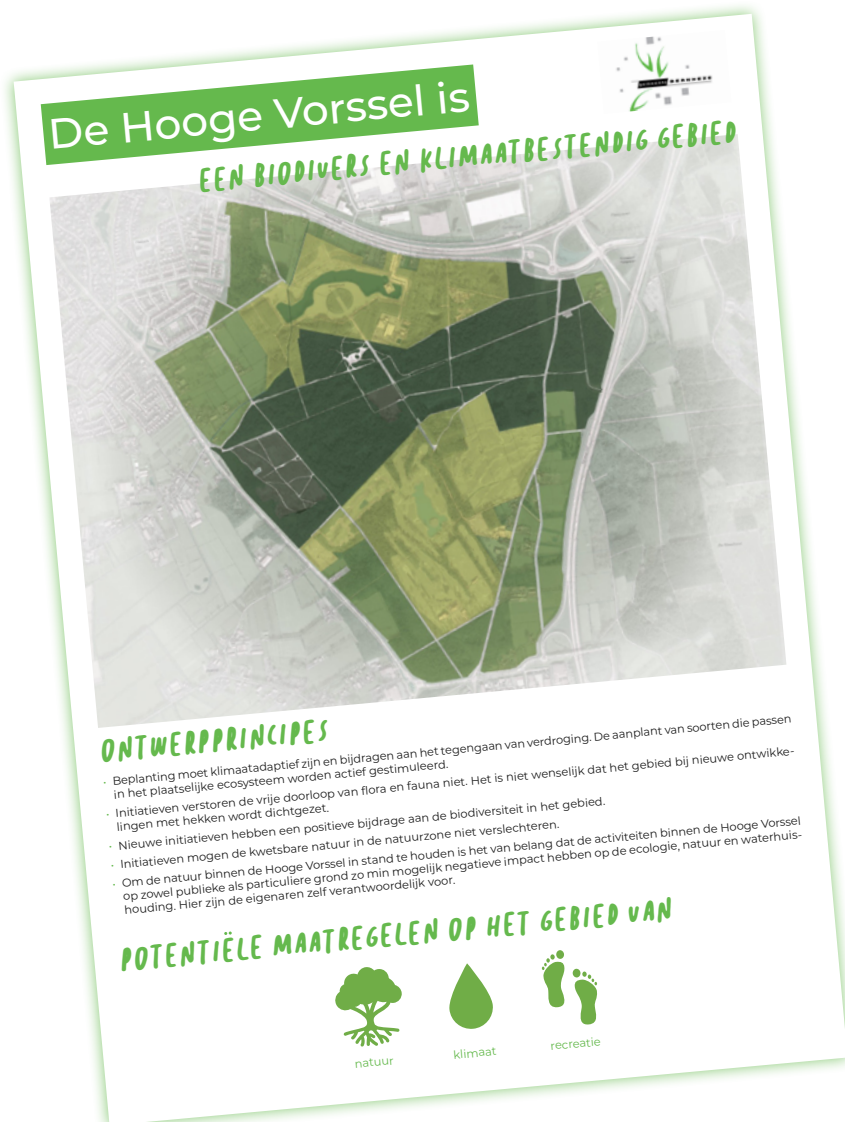 De Hooge Vorssel is
EEN BIODIVERS EN KLIMAATBESTENDIG GEBIED
ONTWERPPRINCIPES
· Beplanting moet klimaatadaptief zijn en bijdragen aan het tegengaan van verdroging. De aanplant van soorten die passen
in het plaatselijke ecosysteem worden actief gestimuleerd.
· Initiatieven verstoren de vrije doorloop van flora en fauna niet. Het is niet wenselijk dat het gebied bij nieuwe ontwikke-
lingen met hekken wordt dichtgezet.
· Nieuwe initiatieven hebben een positieve bijdrage aan de biodiversiteit in het gebied.
· Initiatieven mogen de kwetsbare natuur in de natuurzone niet verslechteren.
· Om de natuur binnen de Hooge Vorssel in stand te houden is het van belang dat de activiteiten binnen de Hooge Vorssel
op zowel publieke als particuliere grond zo min mogelijk negatieve impact hebben op de ecologie, natuur en waterhuis-
houding. Hier zijn de eigenaren zelf verantwoordelijk voor.
POTENTIËLE MAATREGELEN OP HET GEBIED VAN
natuur
klimaat
recreatie